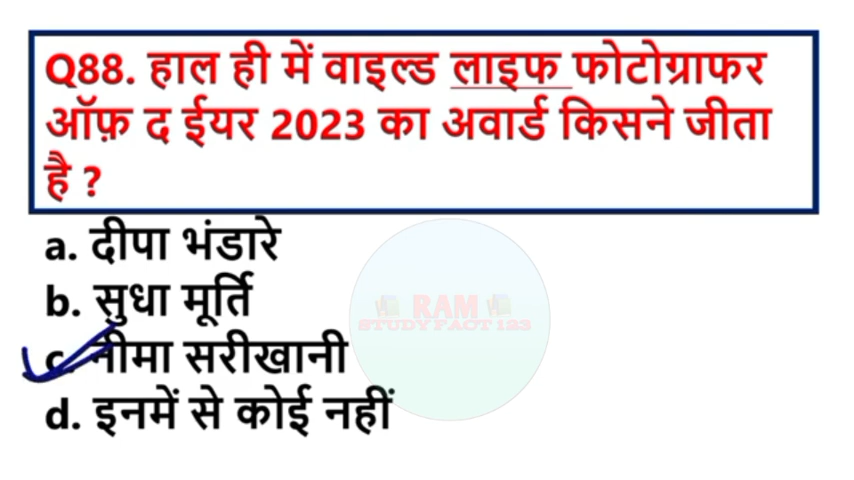 Q88. हाल ही में वाइल्ड लाइफ फोटोग्राफर
ऑफ़ द ईयर 2023 का अवार्ड किसने जीता
है ?
a. दीपा भंडारे
b. सुधा मूर्ति
c. नीमा सरीखानी
d. इनमें से कोई नहीं
RAM
STUDY FACT 123